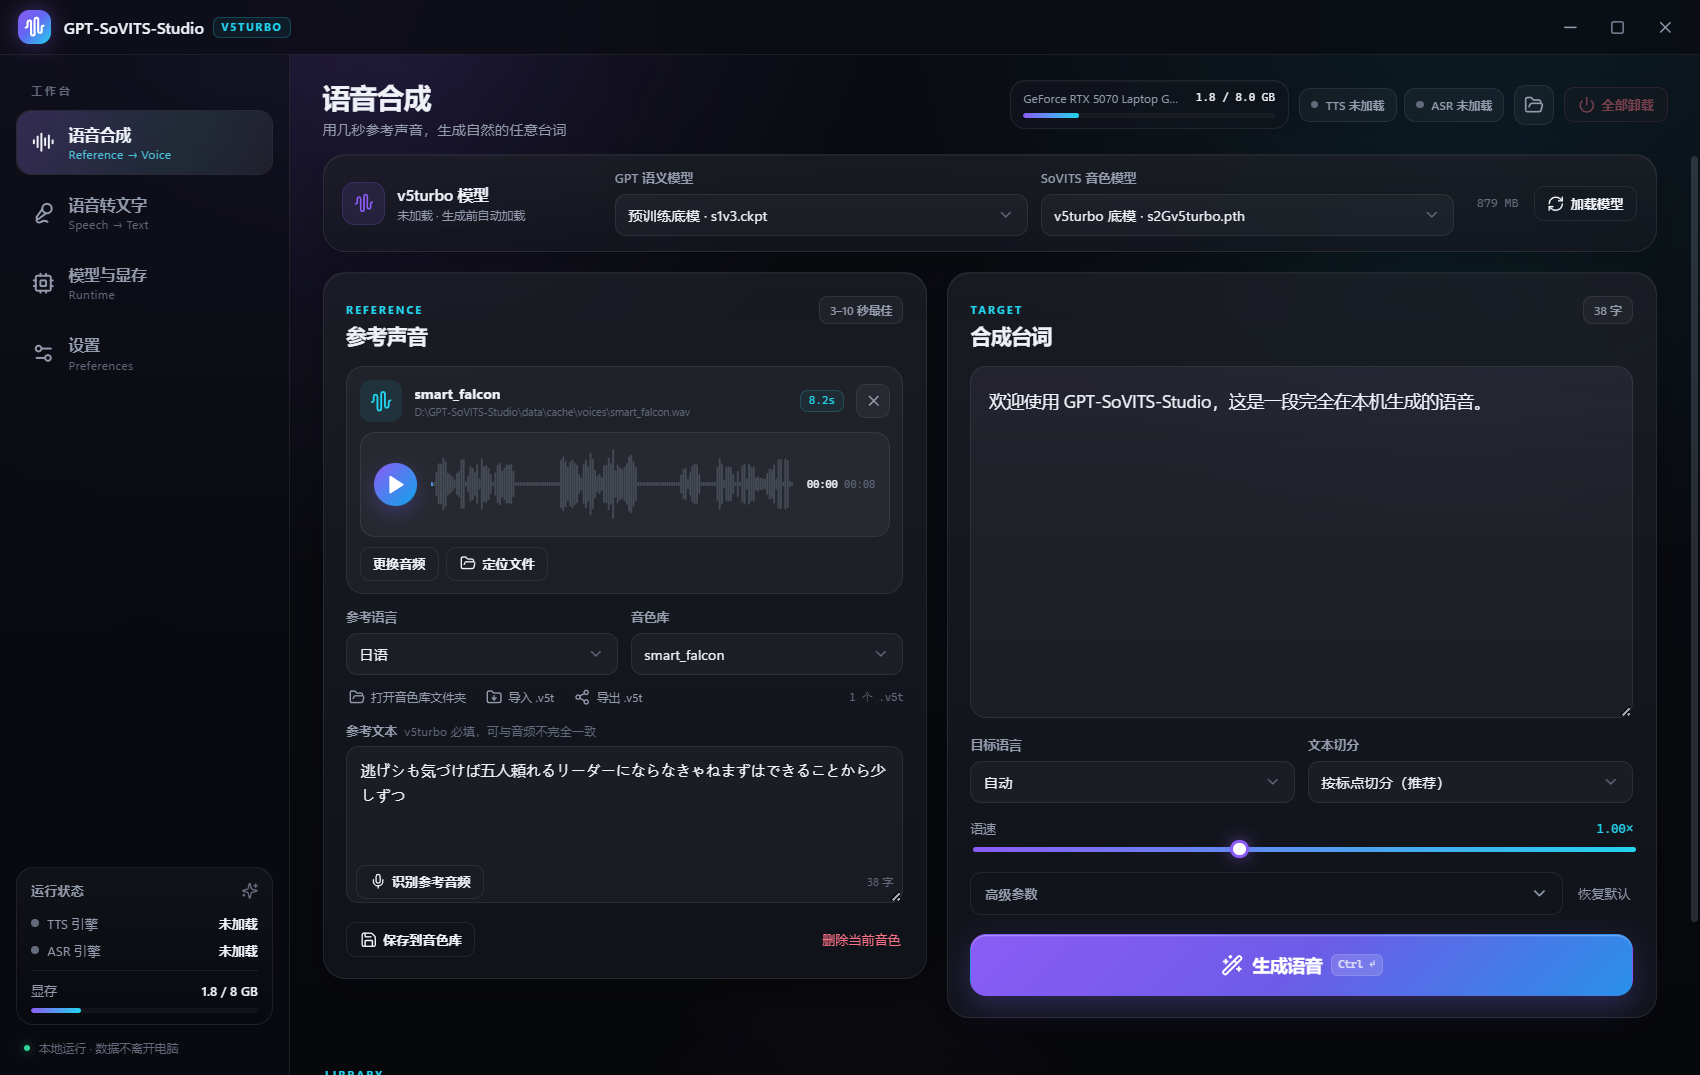 GPT-SoVITS-Studio V5TURBO
工作台
语音合成
Reference → Voice
语音转文字
Speech → Text
模型与显存
Runtime
设置
Preferences
运行状态
TTS 引擎 未加载
ASR 引擎 未加载
显存 1.8 / 8 GB
本地运行 · 数据不离开电脑
语音合成
用几秒参考声音，生成自然的任意台词
GeForce RTX 5070 Laptop G... 1.8 / 8.0 GB
TTS 未加载
ASR 未加载
全部卸载
v5turbo 模型
未加载 · 生成前自动加载
GPT 语义模型
预训练底模 · s1v3.ckpt
SoVITS 音色模型
v5turbo 底模 · s2Gv5turbo.pth
879 MB
加载模型
REFERENCE
参考声音
3–10 秒最佳
smart_falcon
D:\GPT-SoVITS-Studio\data\cache\voices\smart_falcon.wav
8.2s
00:00 00:08
更换音频
定位文件
参考语言
日语
音色库
smart_falcon
打开音色库文件夹
导入 .v5t
导出 .v5t
1 个 .v5t
参考文本 v5turbo 必填，可与音频不完全一致
逃げシも気づけば五人頼れるリーダーにならなきゃねまずはできることから少
しずつ
识别参考音频
38 字
保存到音色库
删除当前音色
TARGET
合成台词
38 字
欢迎使用 GPT-SoVITS-Studio，这是一段完全在本机生成的语音。
目标语言
自动
文本切分
按标点切分（推荐）
语速 1.00×
高级参数
恢复默认
生成语音 Ctrl ↵
LIBRARY